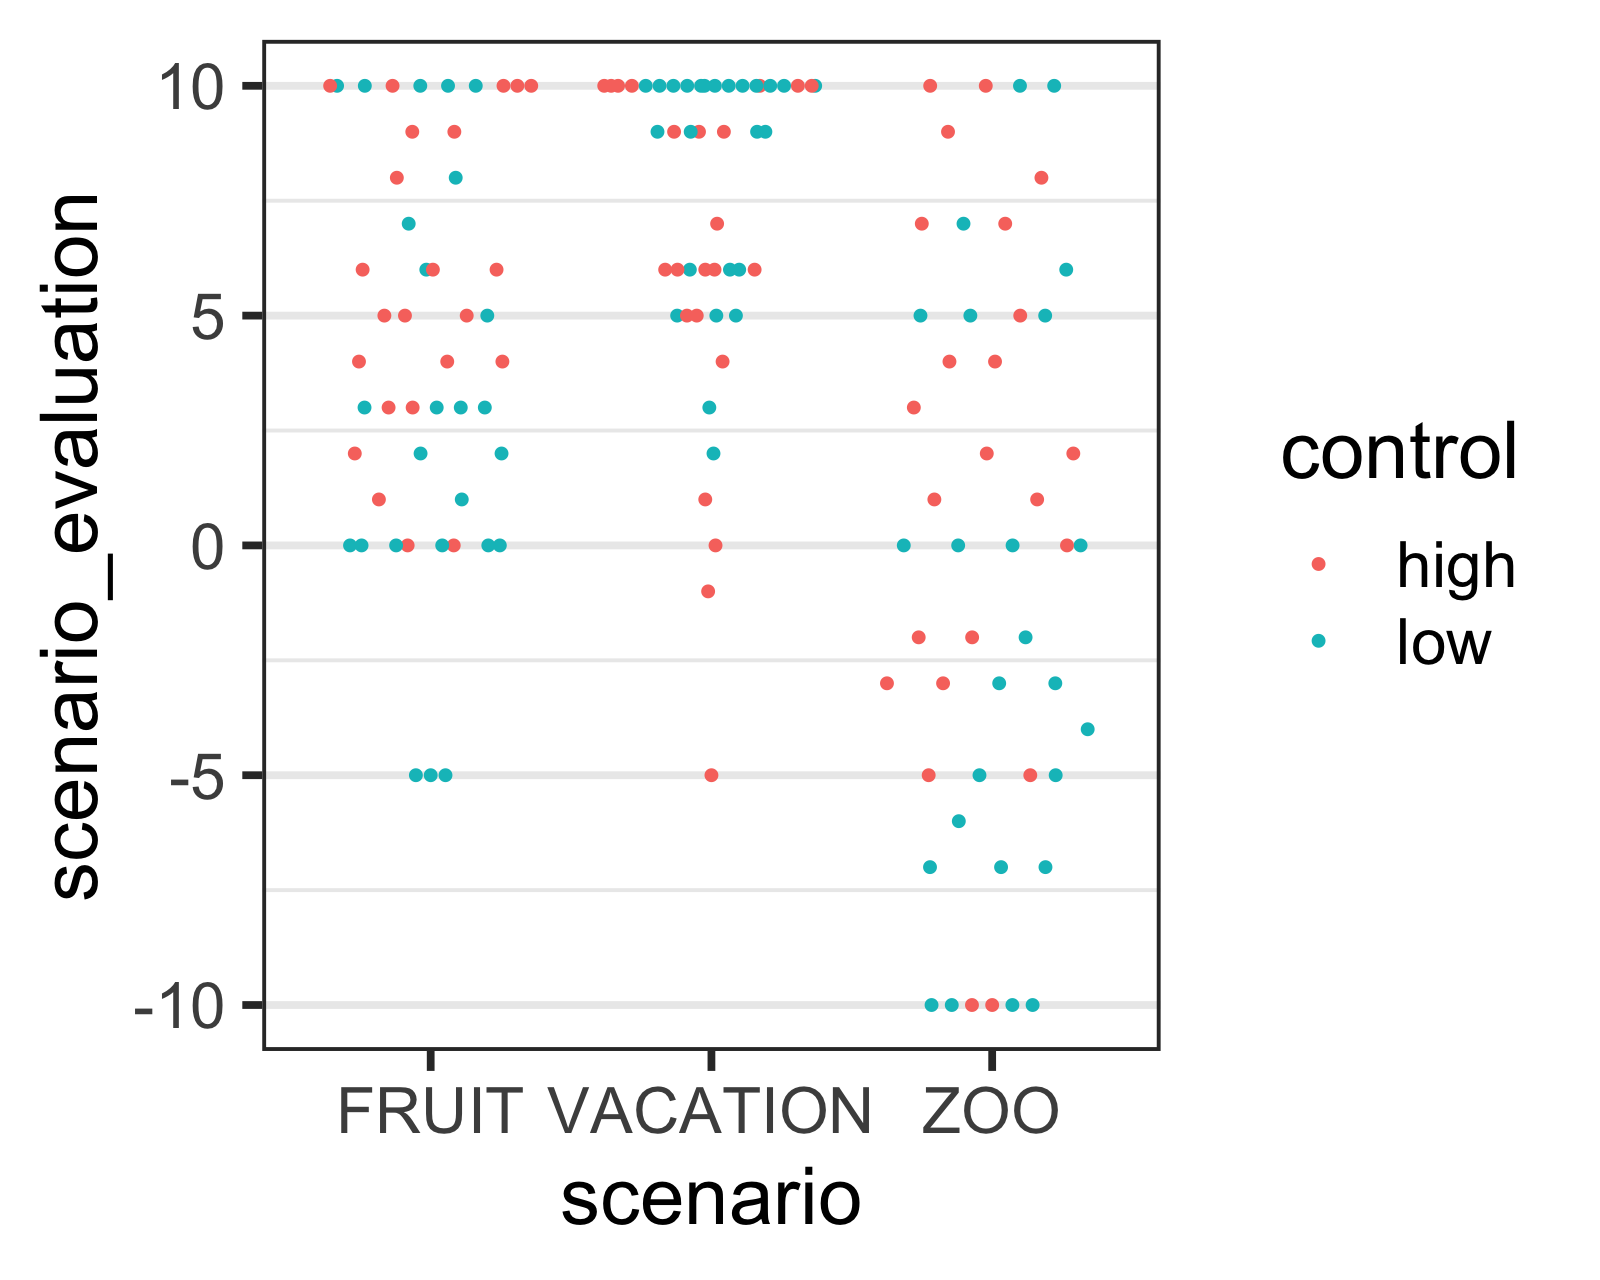 scenario_evaluation
10
5
0
-5
-10
FRUIT VACATION ZOO
scenario
control
high
low